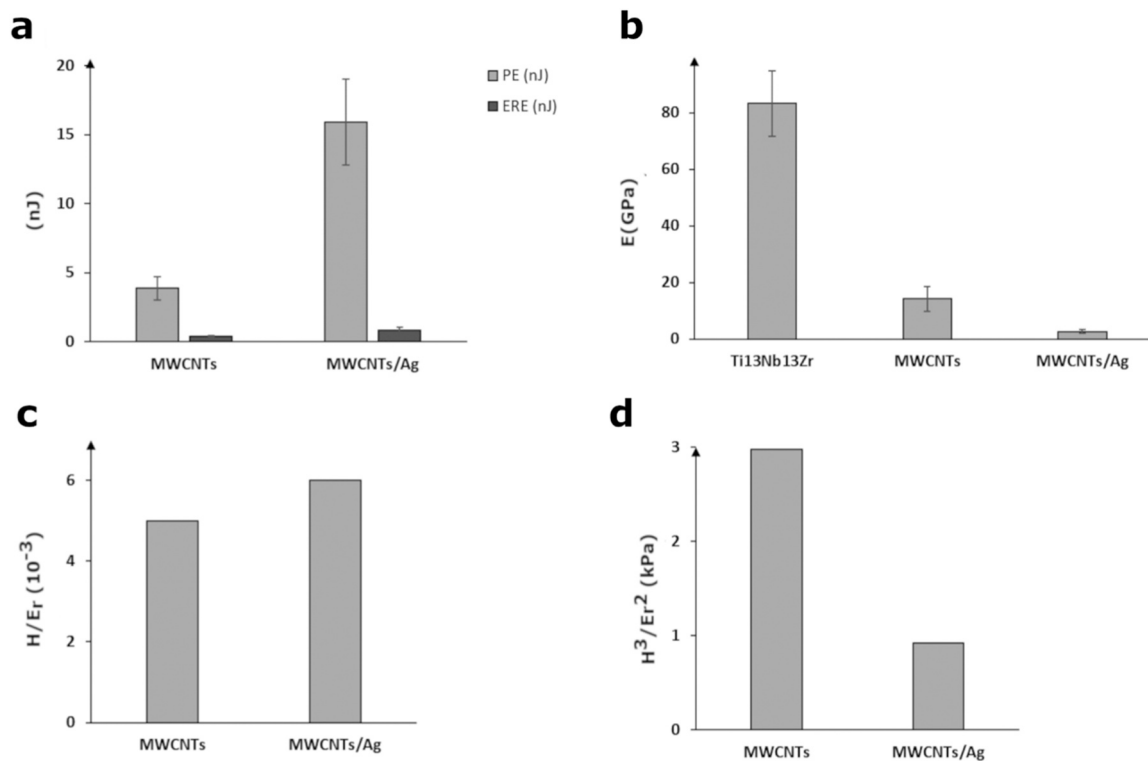 a
20
15
10
5
0
(nJ)
PE (nJ)
ERE (nJ)
MWCNTs
MWCNTs/Ag
b
80
60
40
20
0
E(GPa)
Ti13Nb13Zr
MWCNTs
MWCNTs/Ag
c
6
4
2
0
H/Er (10⁻³)
MWCNTs
MWCNTs/Ag
d
3
2
1
0
H³/Er² (kPa)
MWCNTs
MWCNTs/Ag